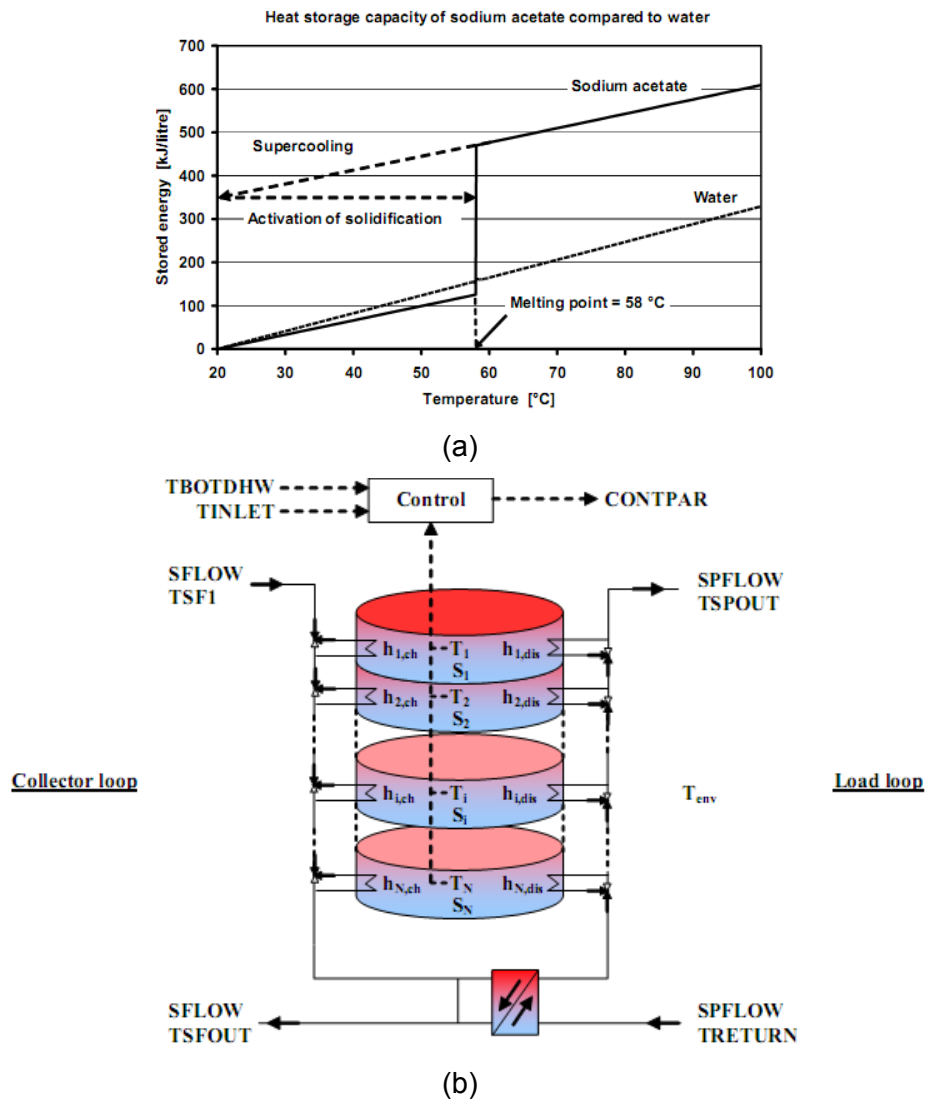 Heat storage capacity of sodium acetate compared to water
Stored energy [kJ/litre]
700
600
500
400
300
200
100
0
Sodium acetate
Supercooling
Activation of solidification
Water
Melting point = 58 °C
20 30 40 50 60 70 80 90 100
Temperature [°C]
(a)
TBOTDHW
TINLET
Control
CONTPAR
SFLOW
TSF1
SPFLOW
TSPOUT
h1,ch T1 h1,dis
S1
h2,ch T2 h2,dis
S2
Collector loop
hi,ch Ti hi,dis
Si
Tenv
Load loop
hN,ch TN hN,dis
SN
SFLOW
TSFOUT
SPFLOW
TRETURN
(b)